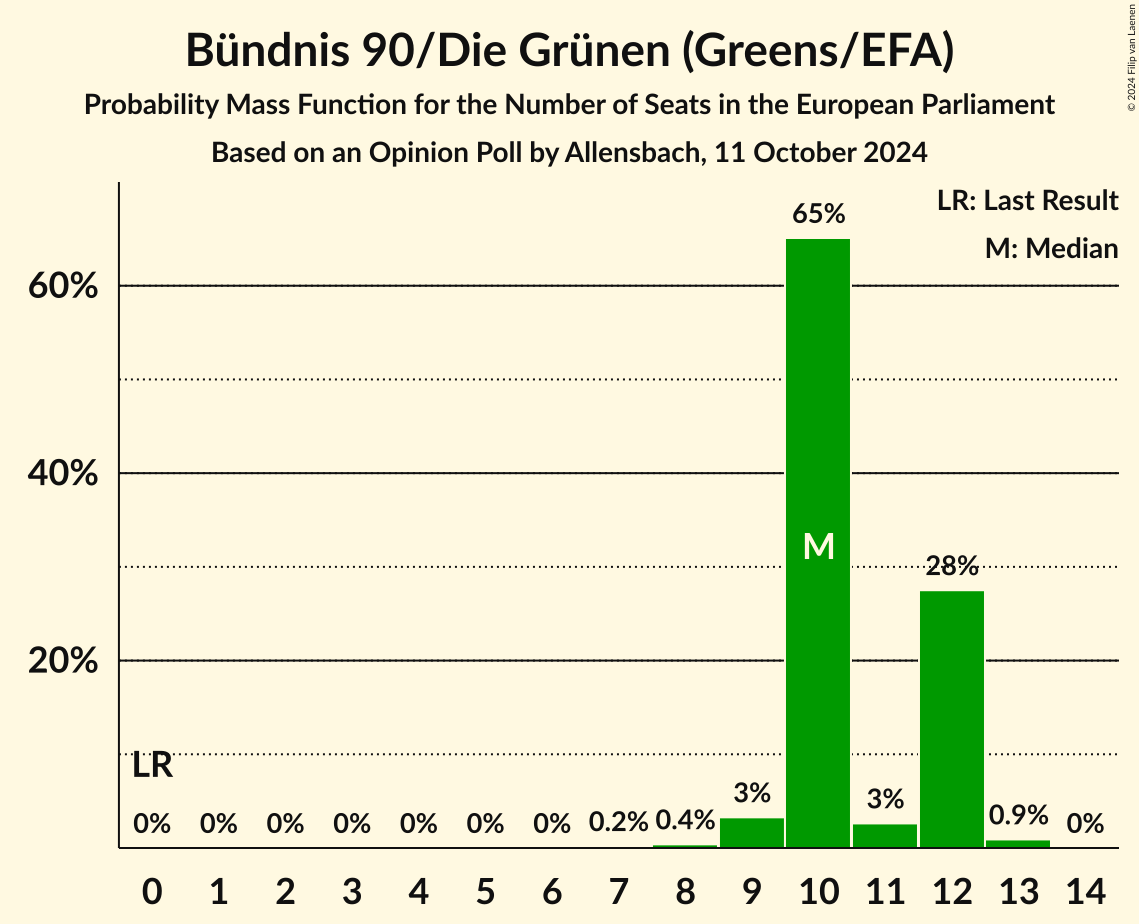 Bündnis 90/Die Grünen (Greens/EFA)
Probability Mass Function for the Number of Seats in the European Parliament
Based on an Opinion Poll by Allensbach, 11 October 2024
© 2024 Filip van Laenen
LR: Last Result
M: Median
65%
60%
40%
M
28%
20%
LR
0% 0% 0% 0% 0% 0% 0% 0.2% 0.4% 3% 3% 0.9% 0%
0 1 2 3 4 5 6 7 8 9 10 11 12 13 14